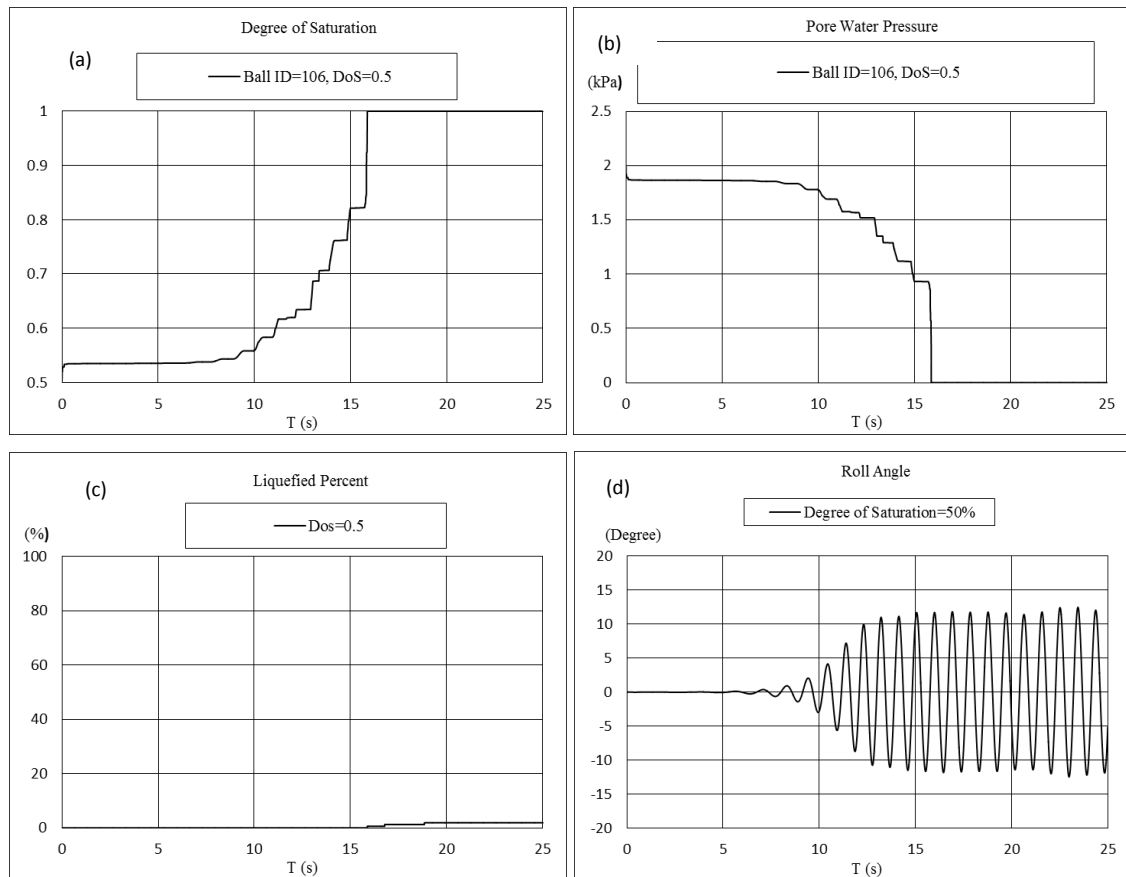 Degree of Saturation
(a)
Ball ID=106, DoS=0.5
1
0.9
0.8
0.7
0.6
0.5
0 5 10 15 20 25
T (s)
Pore Water Pressure
(b)
Ball ID=106, DoS=0.5
(kPa)
2.5
2
1.5
1
0.5
0
0 5 10 15 20 25
T (s)
Liquefied Percent
(c)
Dos=0.5
(%)
100
80
60
40
20
0
0 5 10 15 20 25
T (s)
Roll Angle
(d)
Degree of Saturation=50%
(Degree)
20
15
10
5
0
-5
-10
-15
-20
0 5 10 15 20 25
T (s)